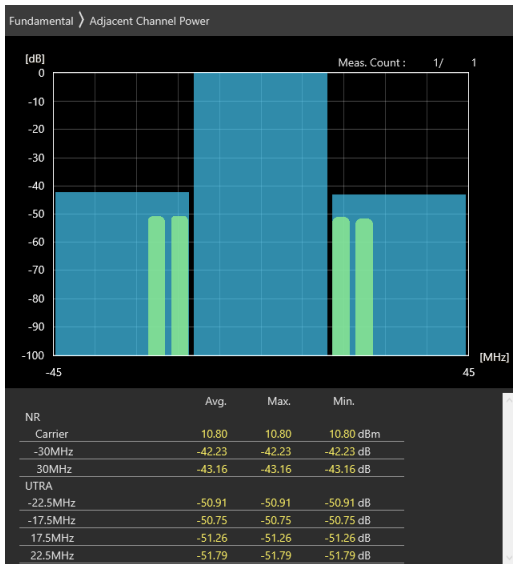 Fundamental 〉 Adjacent Channel Power
[dB]
Meas. Count : 1/ 1
0
-10
-20
-30
-40
-50
-60
-70
-80
-90
-100
[MHz]
-45 45
Avg. Max. Min.
NR
Carrier 10.80 10.80 10.80 dBm
-30MHz -42.23 -42.23 -42.23 dB
30MHz -43.16 -43.16 -43.16 dB
UTRA
-22.5MHz -50.91 -50.91 -50.91 dB
-17.5MHz -50.75 -50.75 -50.75 dB
17.5MHz -51.26 -51.26 -51.26 dB
22.5MHz -51.79 -51.79 -51.79 dB